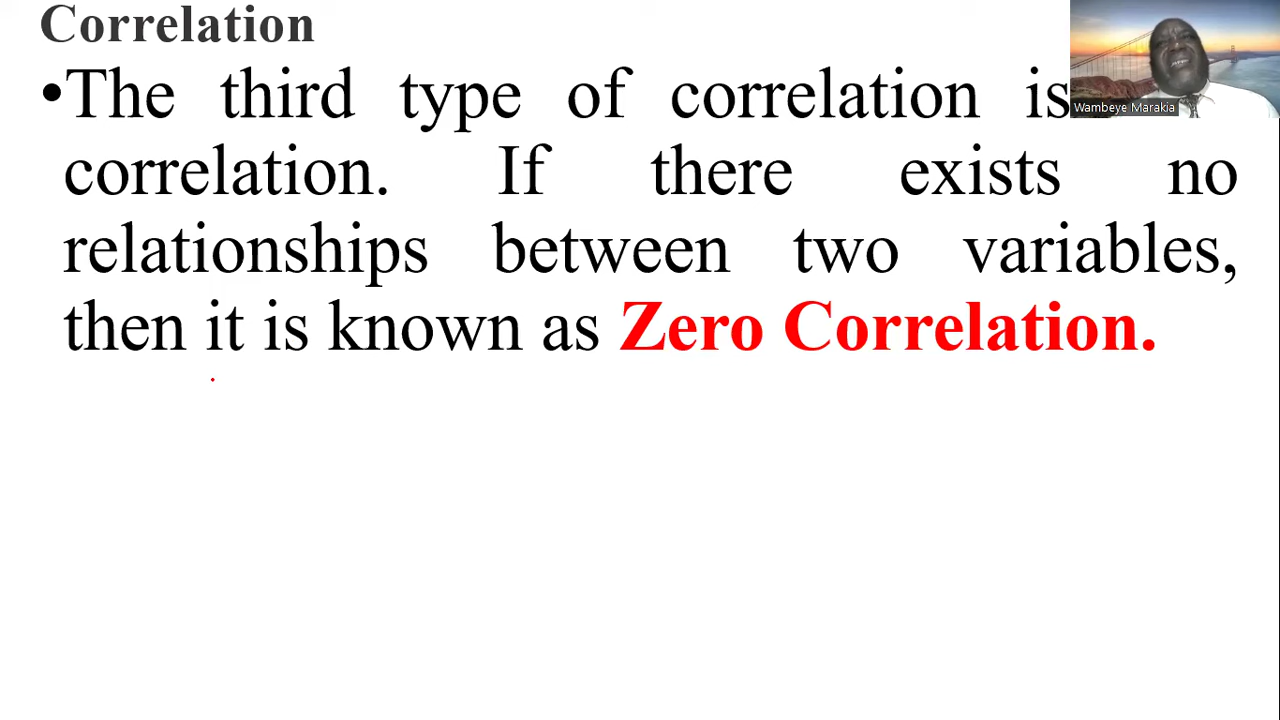 Correlation
•The third type of correlation is
correlation. If there exists no
relationships between two variables,
then it is known as Zero Correlation.
Wambeye Marakia